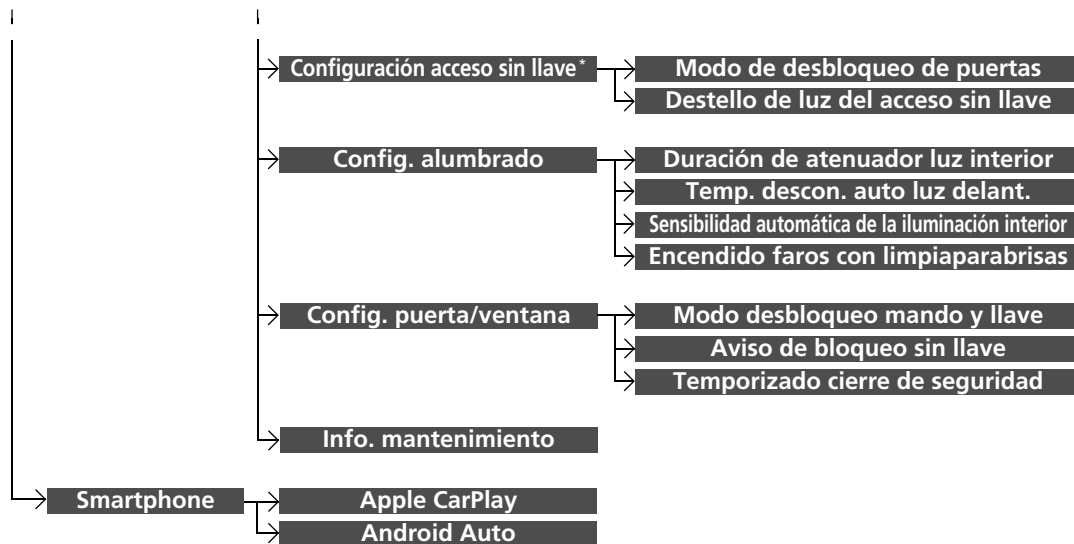 Configuración acceso sin llave*
Modo de desbloqueo de puertas
Destello de luz del acceso sin llave
Config. alumbrado
Duración de atenuador luz interior
Temp. descon. auto luz delant.
Sensibilidad automática de la iluminación interior
Encendido faros con limpiaparabrisas
Config. puerta/ventana
Modo desbloqueo mando y llave
Aviso de bloqueo sin llave
Temporizado cierre de seguridad
Info. mantenimiento
Smartphone
Apple CarPlay
Android Auto